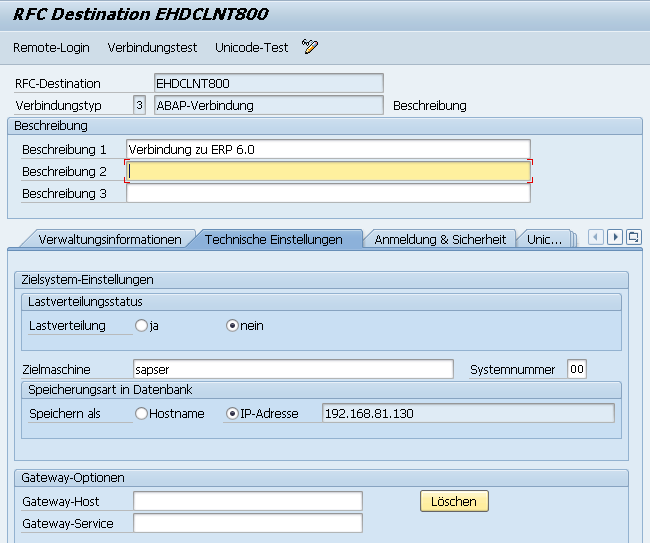 RFC Destination EHDCLNT800
Remote-Login Verbindungstest Unicode-Test
RFC-Destination EHDCLNT800
Verbindungstyp 3 ABAP-Verbindung Beschreibung
Beschreibung
Beschreibung 1 Verbindung zu ERP 6.0
Beschreibung 2
Beschreibung 3
Verwaltungsinformationen Technische Einstellungen Anmeldung & Sicherheit Unic...
Zielsystem-Einstellungen
Lastverteilungsstatus
Lastverteilung ja nein
Zielmaschine sapser Systemnummer 00
Speicherungsart in Datenbank
Speichern als Hostname IP-Adresse 192.168.81.130
Gateway-Optionen
Gateway-Host Löschen
Gateway-Service